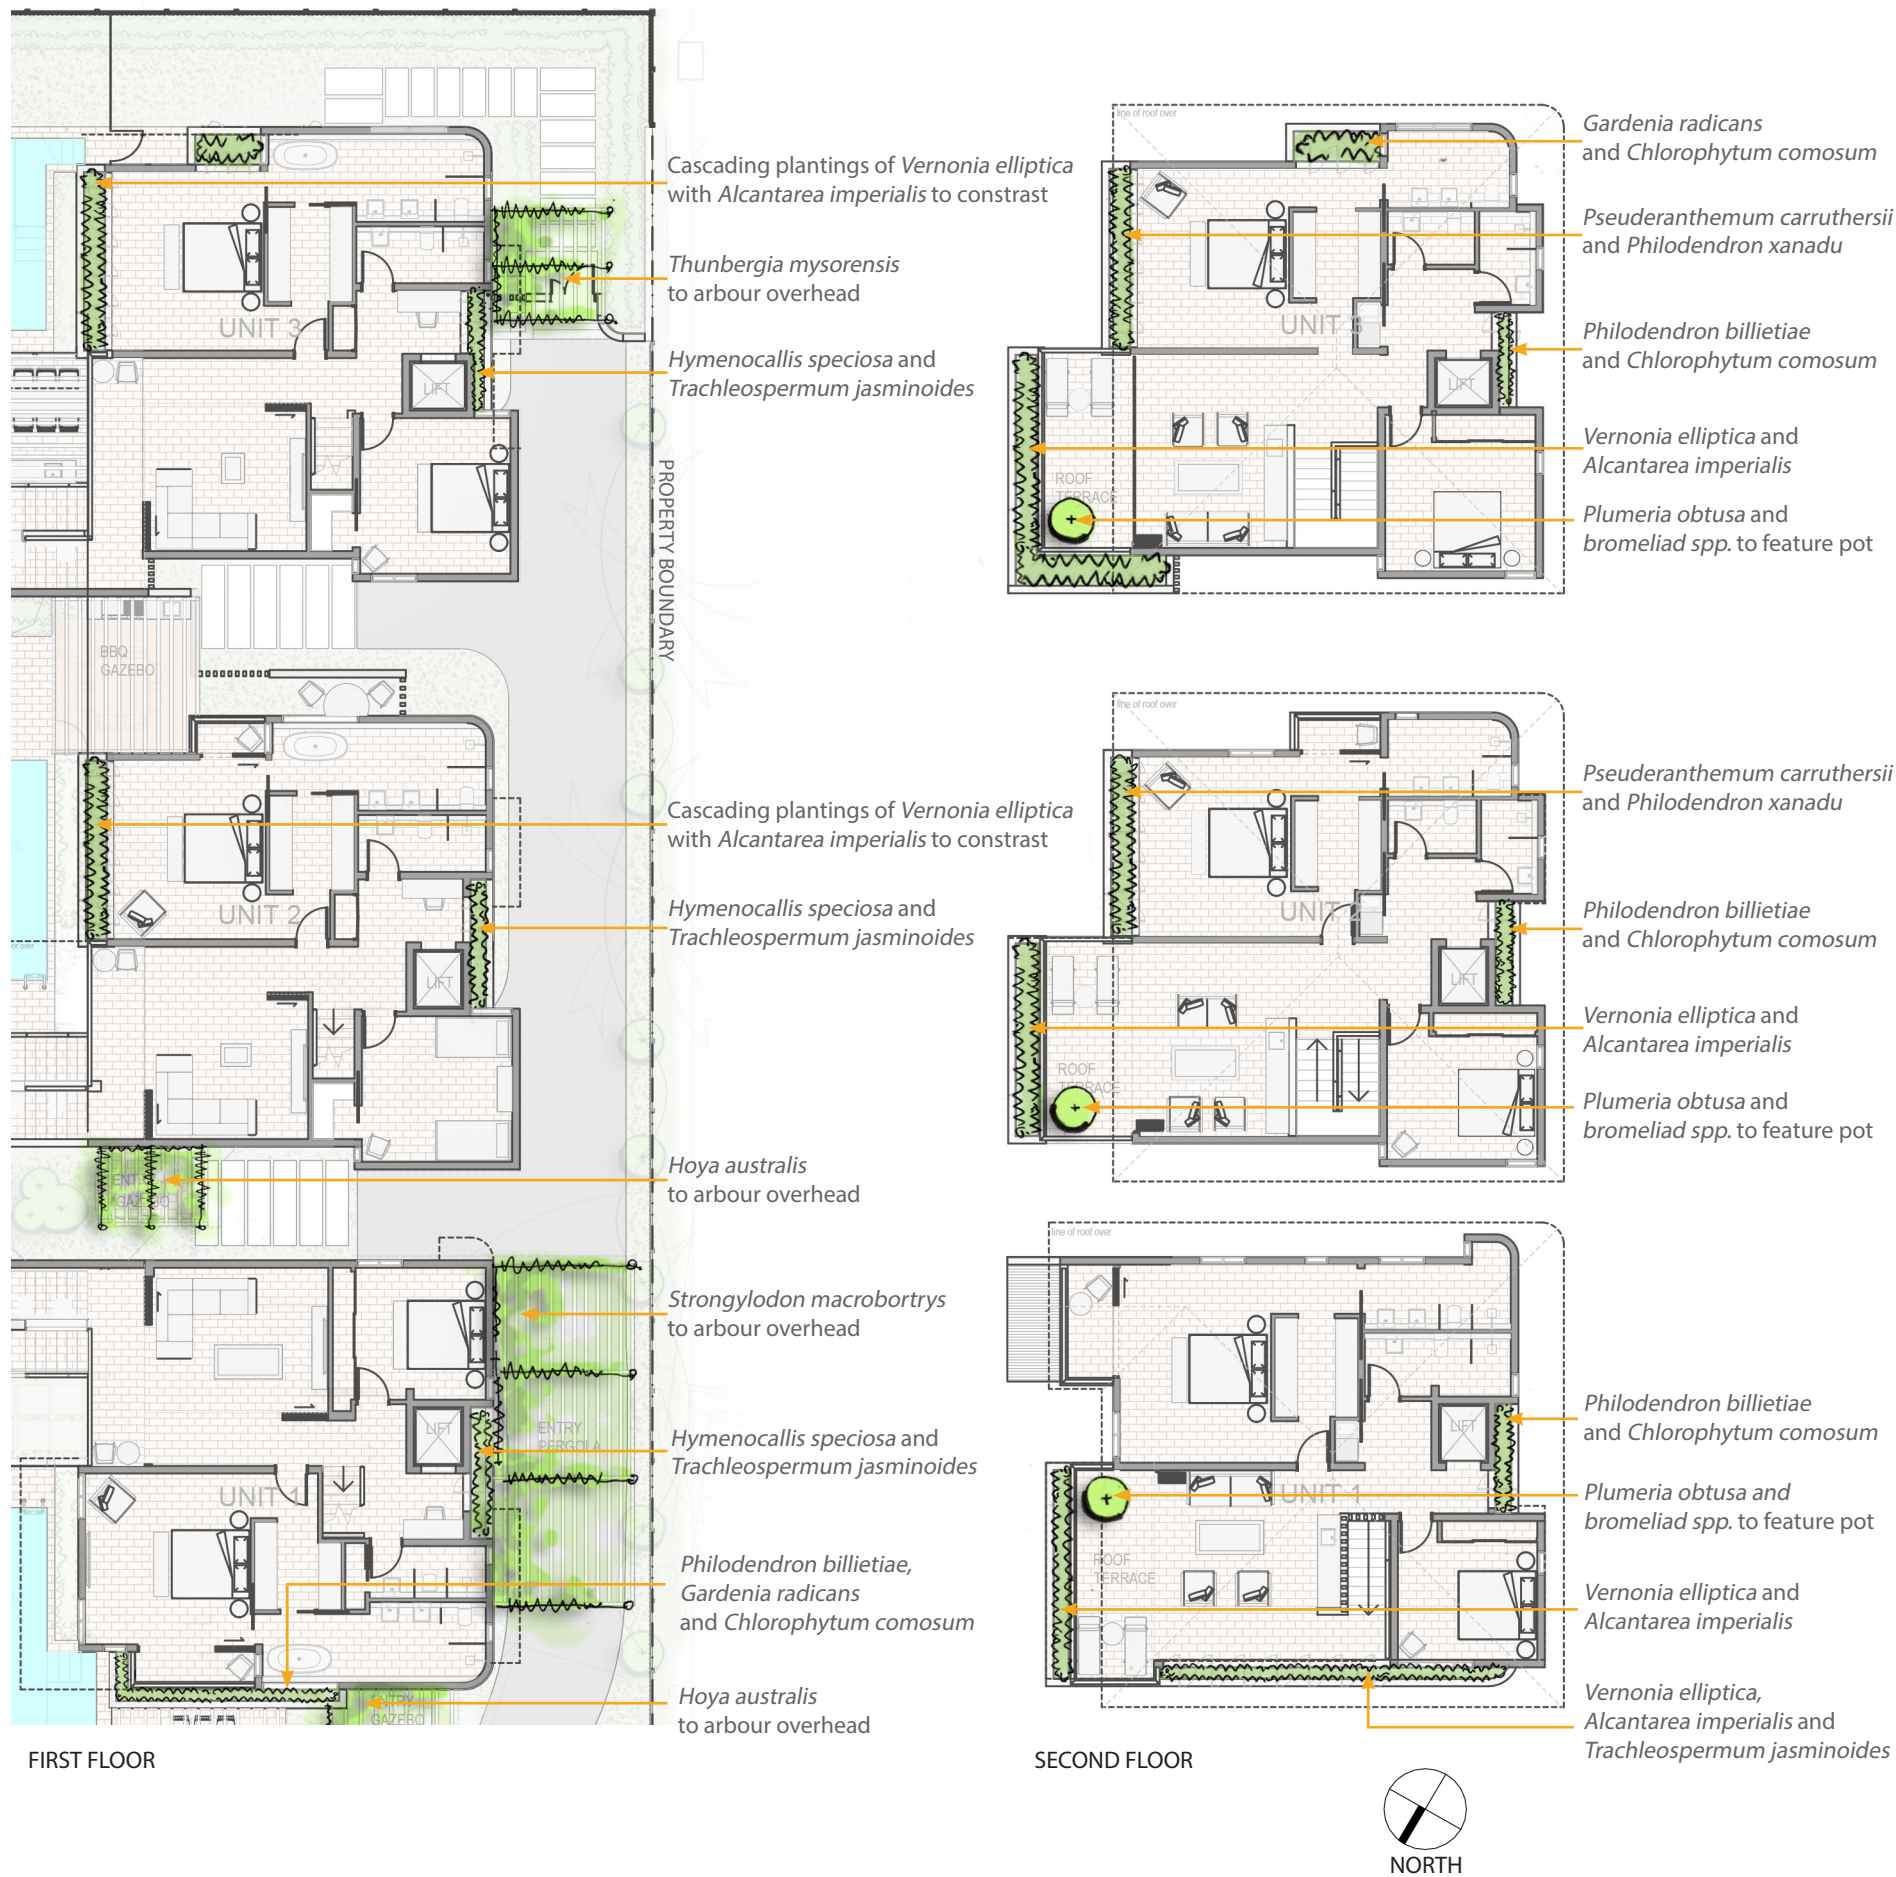 Cascading plantings of Vernonia elliptica
with Alcantarea imperialis to constrast
Thunbergia mysorensis
to arbour overhead
UNIT 3
Hymenocallis speciosa and
Trachleospermum jasminoides
LIFT
PROPERTY BOUNDARY
BBQ
GAZEBO
Cascading plantings of Vernonia elliptica
with Alcantarea imperialis to constrast
UNIT 2
Hymenocallis speciosa and
Trachleospermum jasminoides
LIFT
Hoya australis
to arbour overhead
GAZEBO
Strongylodon macrobortrys
to arbour overhead
LIFT
ENTRY
PERGOLA
Hymenocallis speciosa and
Trachleospermum jasminoides
UNIT 1
Philodendron billietiae,
Gardenia radicans
and Chlorophytum comosum
Hoya australis
to arbour overhead
ENTRY
GAZEBO
FIRST FLOOR
line of roof over
Gardenia radicans
and Chlorophytum comosum
Pseuderanthemum carruthersii
and Philodendron xanadu
UNIT 3
Philodendron billietiae
and Chlorophytum comosum
LIFT
Vernonia elliptica and
Alcantarea imperialis
ROOF
TERRACE
Plumeria obtusa and
bromeliad spp. to feature pot
line of roof over
Pseuderanthemum carruthersii
and Philodendron xanadu
UNIT 2
Philodendron billietiae
and Chlorophytum comosum
LIFT
Vernonia elliptica and
Alcantarea imperialis
ROOF
TERRACE
Plumeria obtusa and
bromeliad spp. to feature pot
line of roof over
Philodendron billietiae
and Chlorophytum comosum
LIFT
UNIT 1
Plumeria obtusa and
bromeliad spp. to feature pot
ROOF
TERRACE
Vernonia elliptica and
Alcantarea imperialis
Vernonia elliptica,
Alcantarea imperialis and
Trachleospermum jasminoides
SECOND FLOOR
NORTH